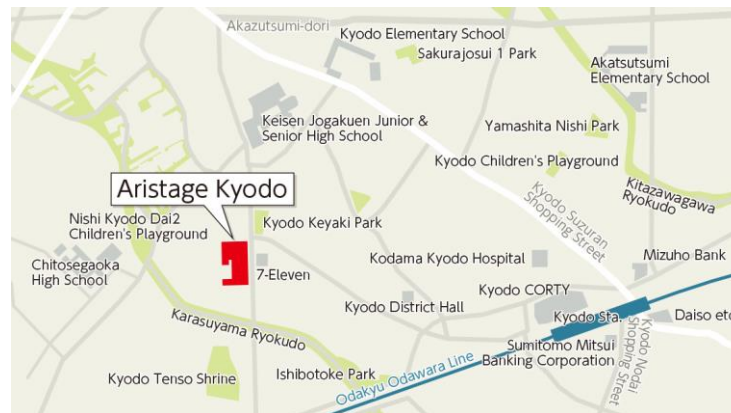 Akazutsumi-dori
Kyodo Elementary School
Sakurajosui 1 Park
Akatsutsumi
Elementary School
Keisen Jogakuen Junior &
Senior High School
Yamashita Nishi Park
Kyodo Children's Playground
Aristage Kyodo
Kitazawagawa
Ryokudo
Kyodo Suzuran
Shopping Street
Nishi Kyodo Dai2
Children's Playground
Kyodo Keyaki Park
Chitosegaoka
High School
7-Eleven
Kodama Kyodo Hospital
Mizuho Bank
Kyodo CORTY
Kyodo District Hall
Karasuyama Ryokudo
Kyodo Sta.
Daiso etc
Sumitomo Mitsui
Banking Corporation
Kyodo Nodai
Shopping Street
Kyodo Tenso Shrine
Ishibotoke Park
Odakyu Odawara Line